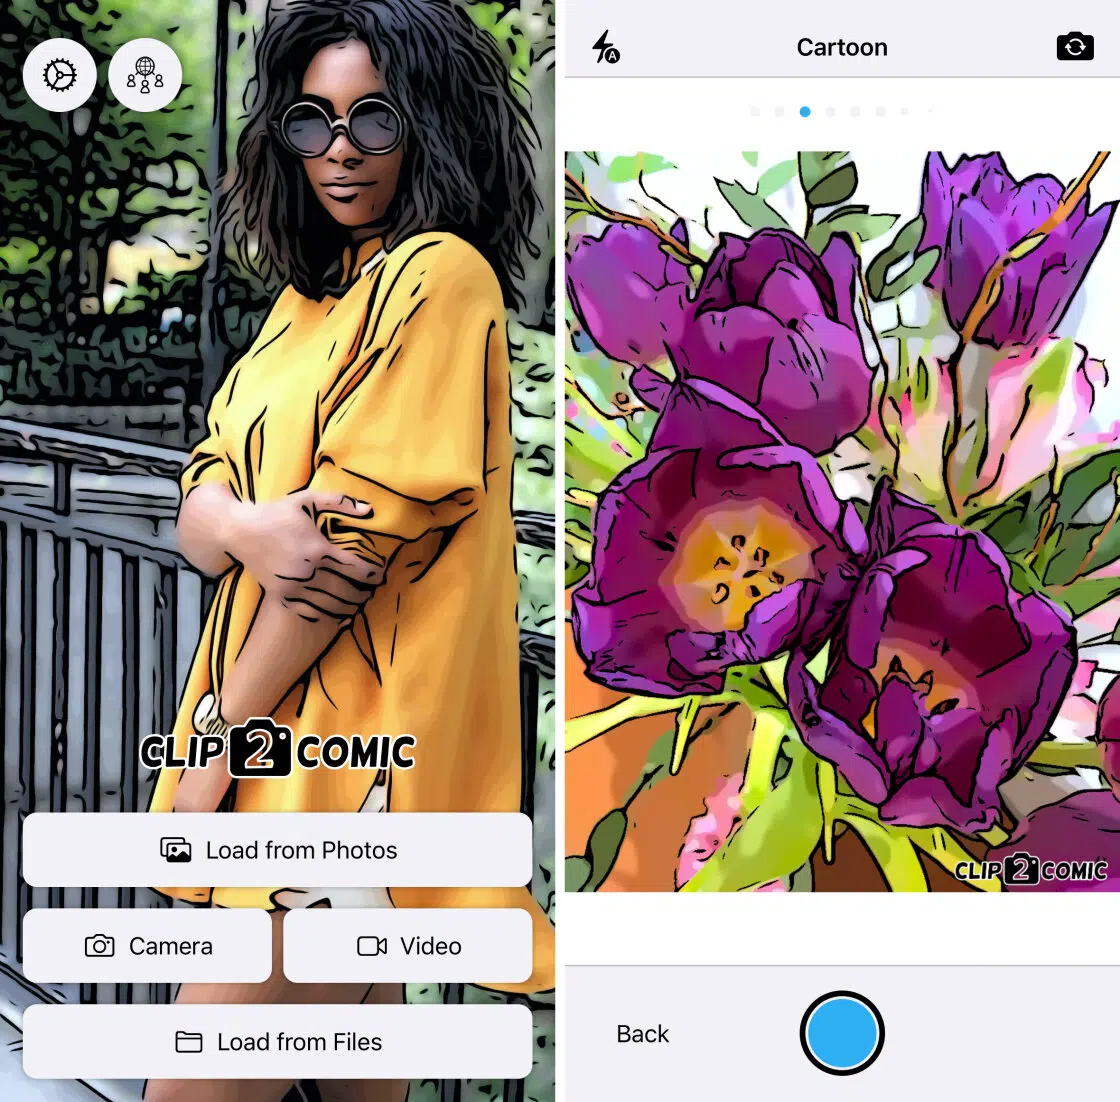 CLIP 2 COMIC
Load from Photos
Camera
Video
Load from Files
A
Cartoon
CLIP 2 COMIC
Back